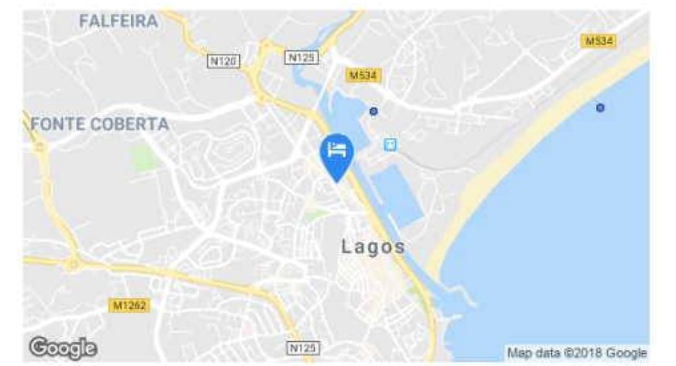 FALFEIRA
M534
N120
N125
M534
FONTE COBERTA
Lagos
M1262
N125
Google
Map data ©2018 Google